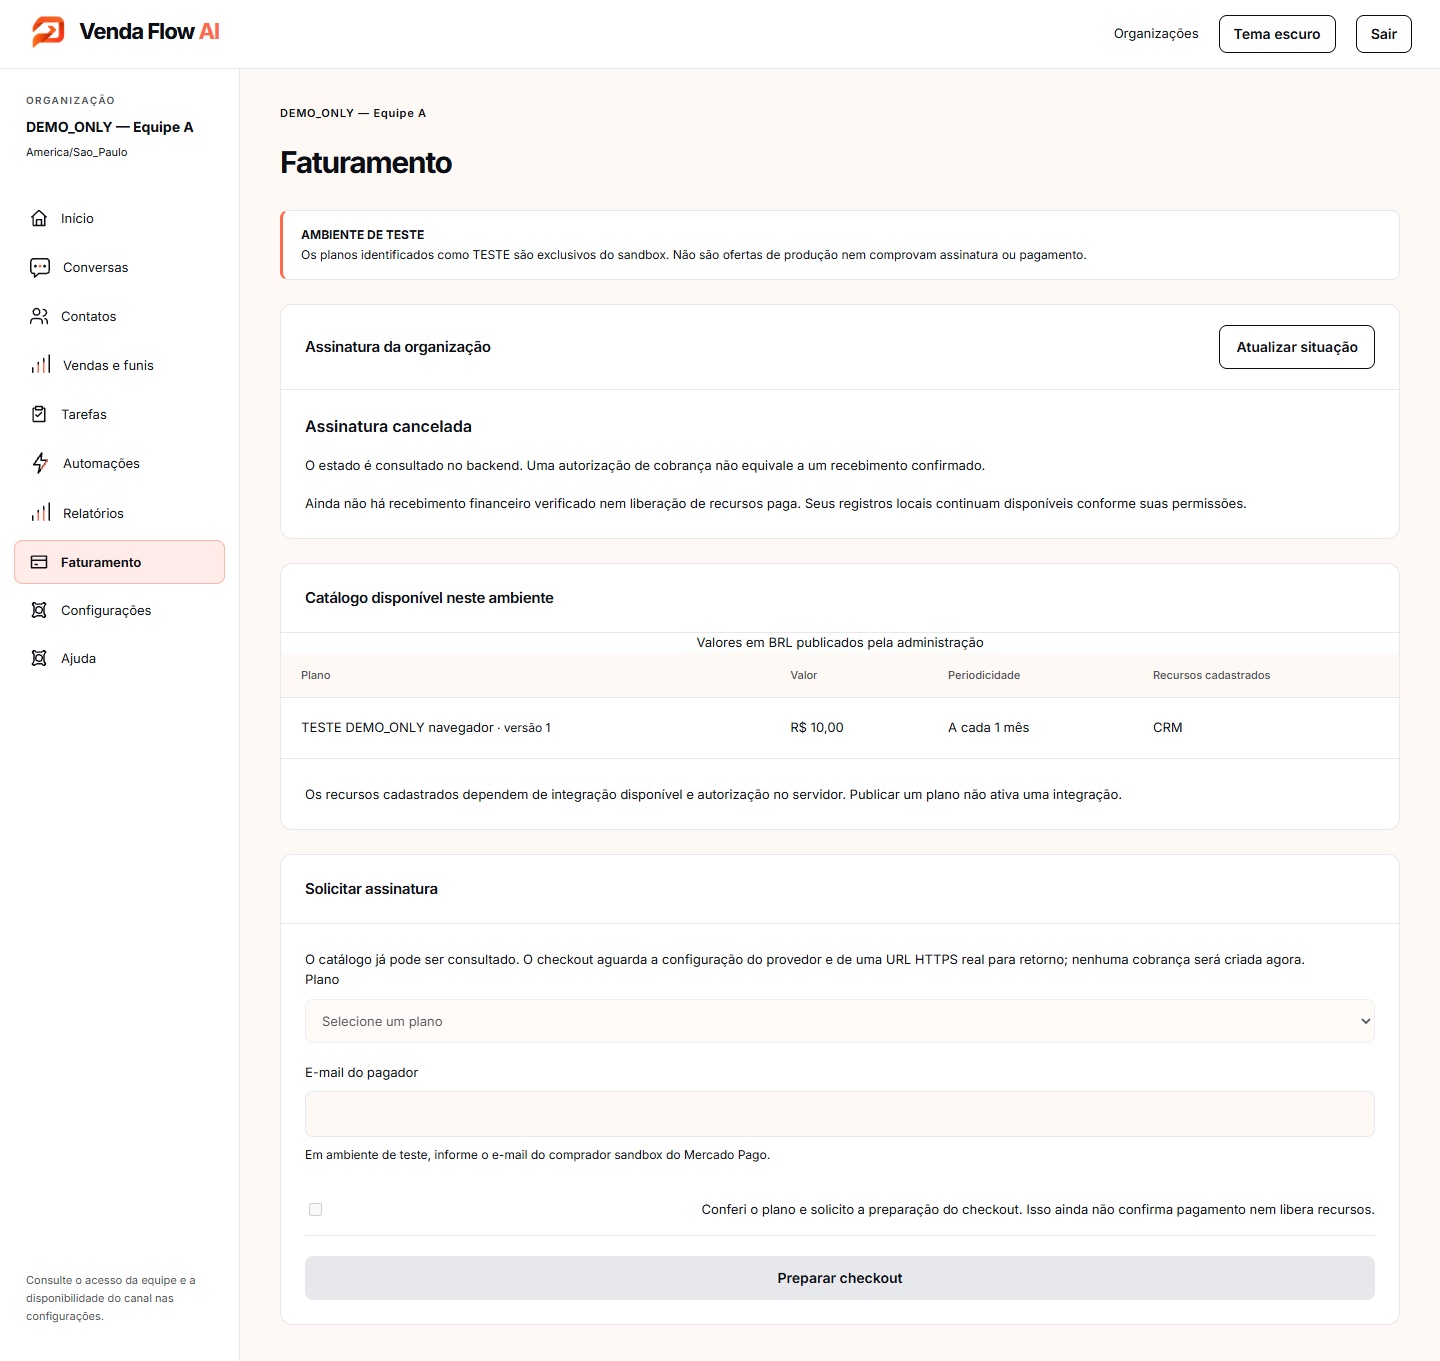 Venda Flow AI
Organizações
Tema escuro
Sair
ORGANIZAÇÃO
DEMO_ONLY — Equipe A
America/Sao_Paulo
Início
Conversas
Contatos
Vendas e funis
Tarefas
Automações
Relatórios
Faturamento
Configurações
Ajuda
Consulte o acesso da equipe e a
disponibilidade do canal nas
configurações.
DEMO_ONLY — Equipe A
Faturamento
AMBIENTE DE TESTE
Os planos identificados como TESTE são exclusivos do sandbox. Não são ofertas de produção nem comprovam assinatura ou pagamento.
Assinatura da organização
Atualizar situação
Assinatura cancelada
O estado é consultado no backend. Uma autorização de cobrança não equivale a um recebimento confirmado.
Ainda não há recebimento financeiro verificado nem liberação de recursos paga. Seus registros locais continuam disponíveis conforme suas permissões.
Catálogo disponível neste ambiente
Valores em BRL publicados pela administração
Plano Valor Periodicidade Recursos cadastrados
TESTE DEMO_ONLY navegador · versão 1 R$ 10,00 A cada 1 mês CRM
Os recursos cadastrados dependem de integração disponível e autorização no servidor. Publicar um plano não ativa uma integração.
Solicitar assinatura
O catálogo já pode ser consultado. O checkout aguarda a configuração do provedor e de uma URL HTTPS real para retorno; nenhuma cobrança será criada agora.
Plano
Selecione um plano
E-mail do pagador
Em ambiente de teste, informe o e-mail do comprador sandbox do Mercado Pago.
Conferi o plano e solicito a preparação do checkout. Isso ainda não confirma pagamento nem libera recursos.
Preparar checkout